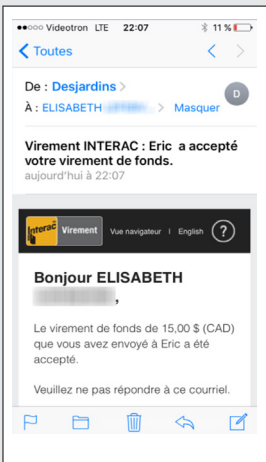 Videotron LTE 22:07 11 %
Toutes
De : Desjardins
À : ELISABETH Masquer
D
Virement INTERAC : Eric a accepté
votre virement de fonds.
aujourd'hui à 22:07
Interac Virement Vue navigateur | English ?
Bonjour ELISABETH
,
Le virement de fonds de 15,00 $ (CAD)
que vous avez envoyé à Eric a été
accepté.
Veuillez ne pas répondre à ce courriel.